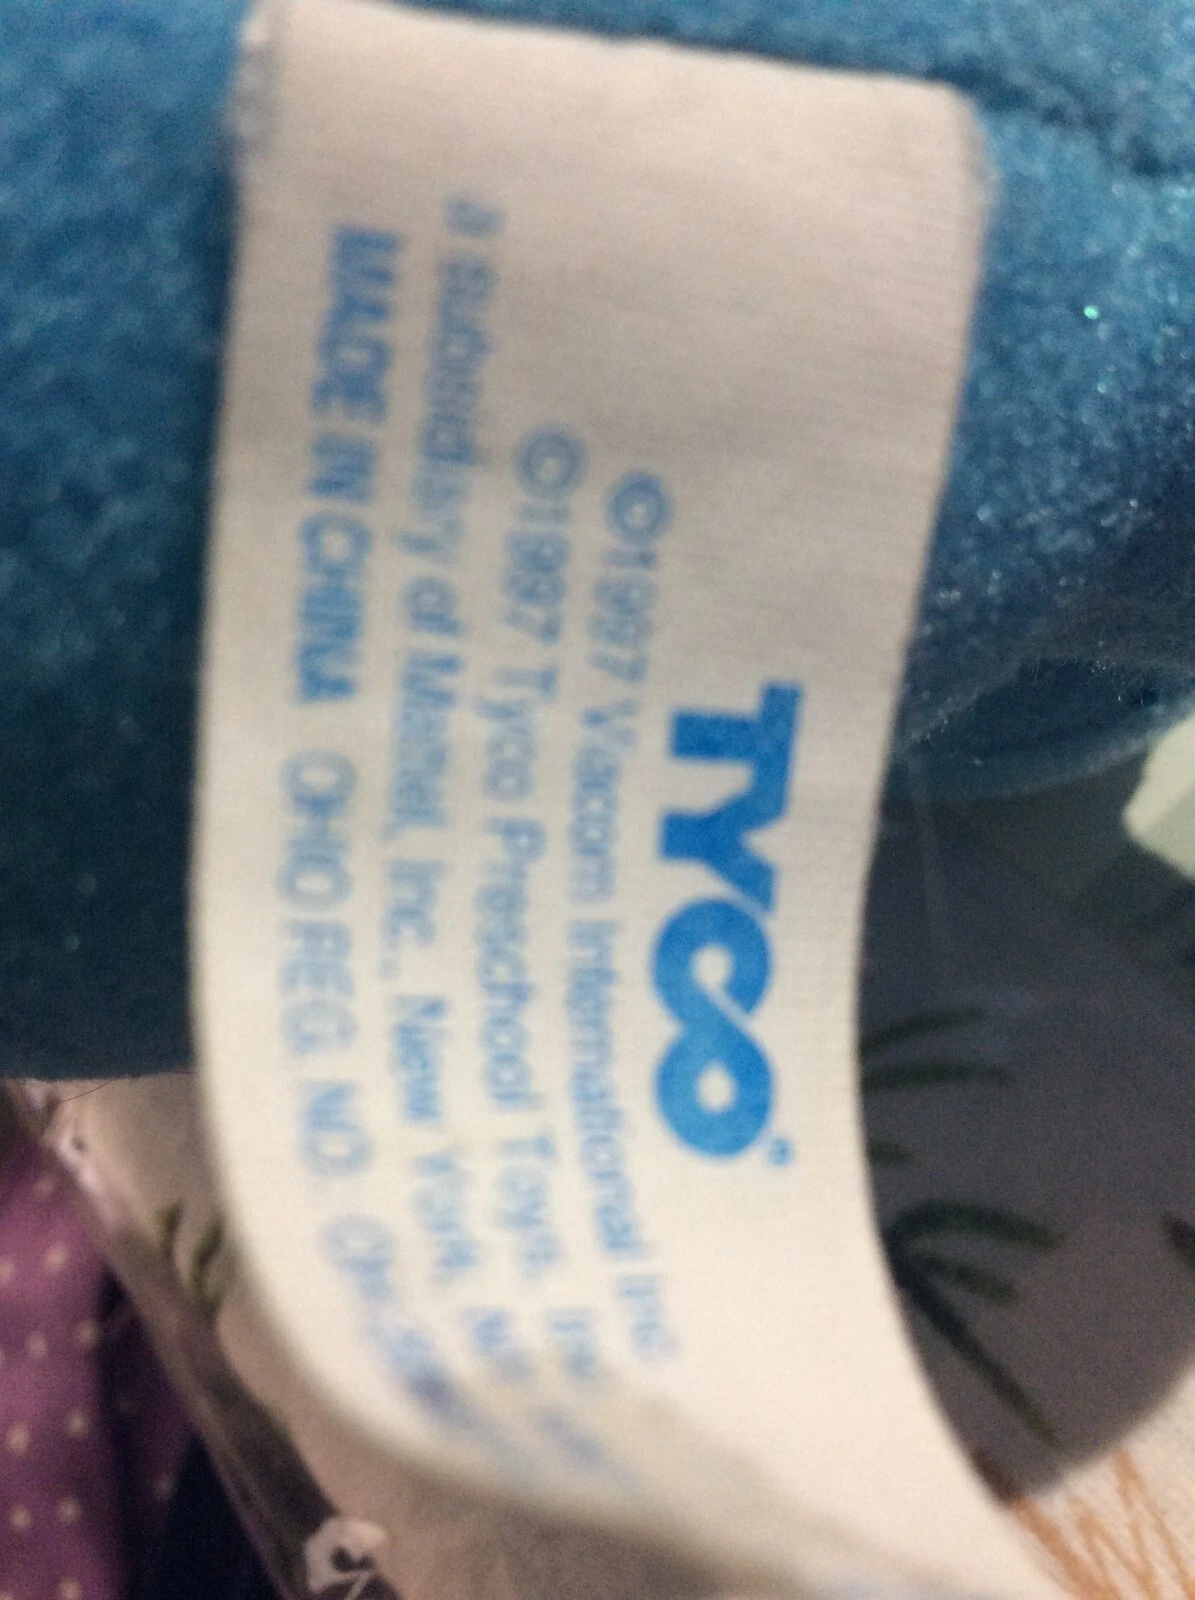 TYCO®
©1997 Viacom International Inc.
©1997 Tyco Preschool Toys, Inc.
a subsidiary of Mattel, Inc., New York, NY
MADE IN CHINA OHIO REG. NO.